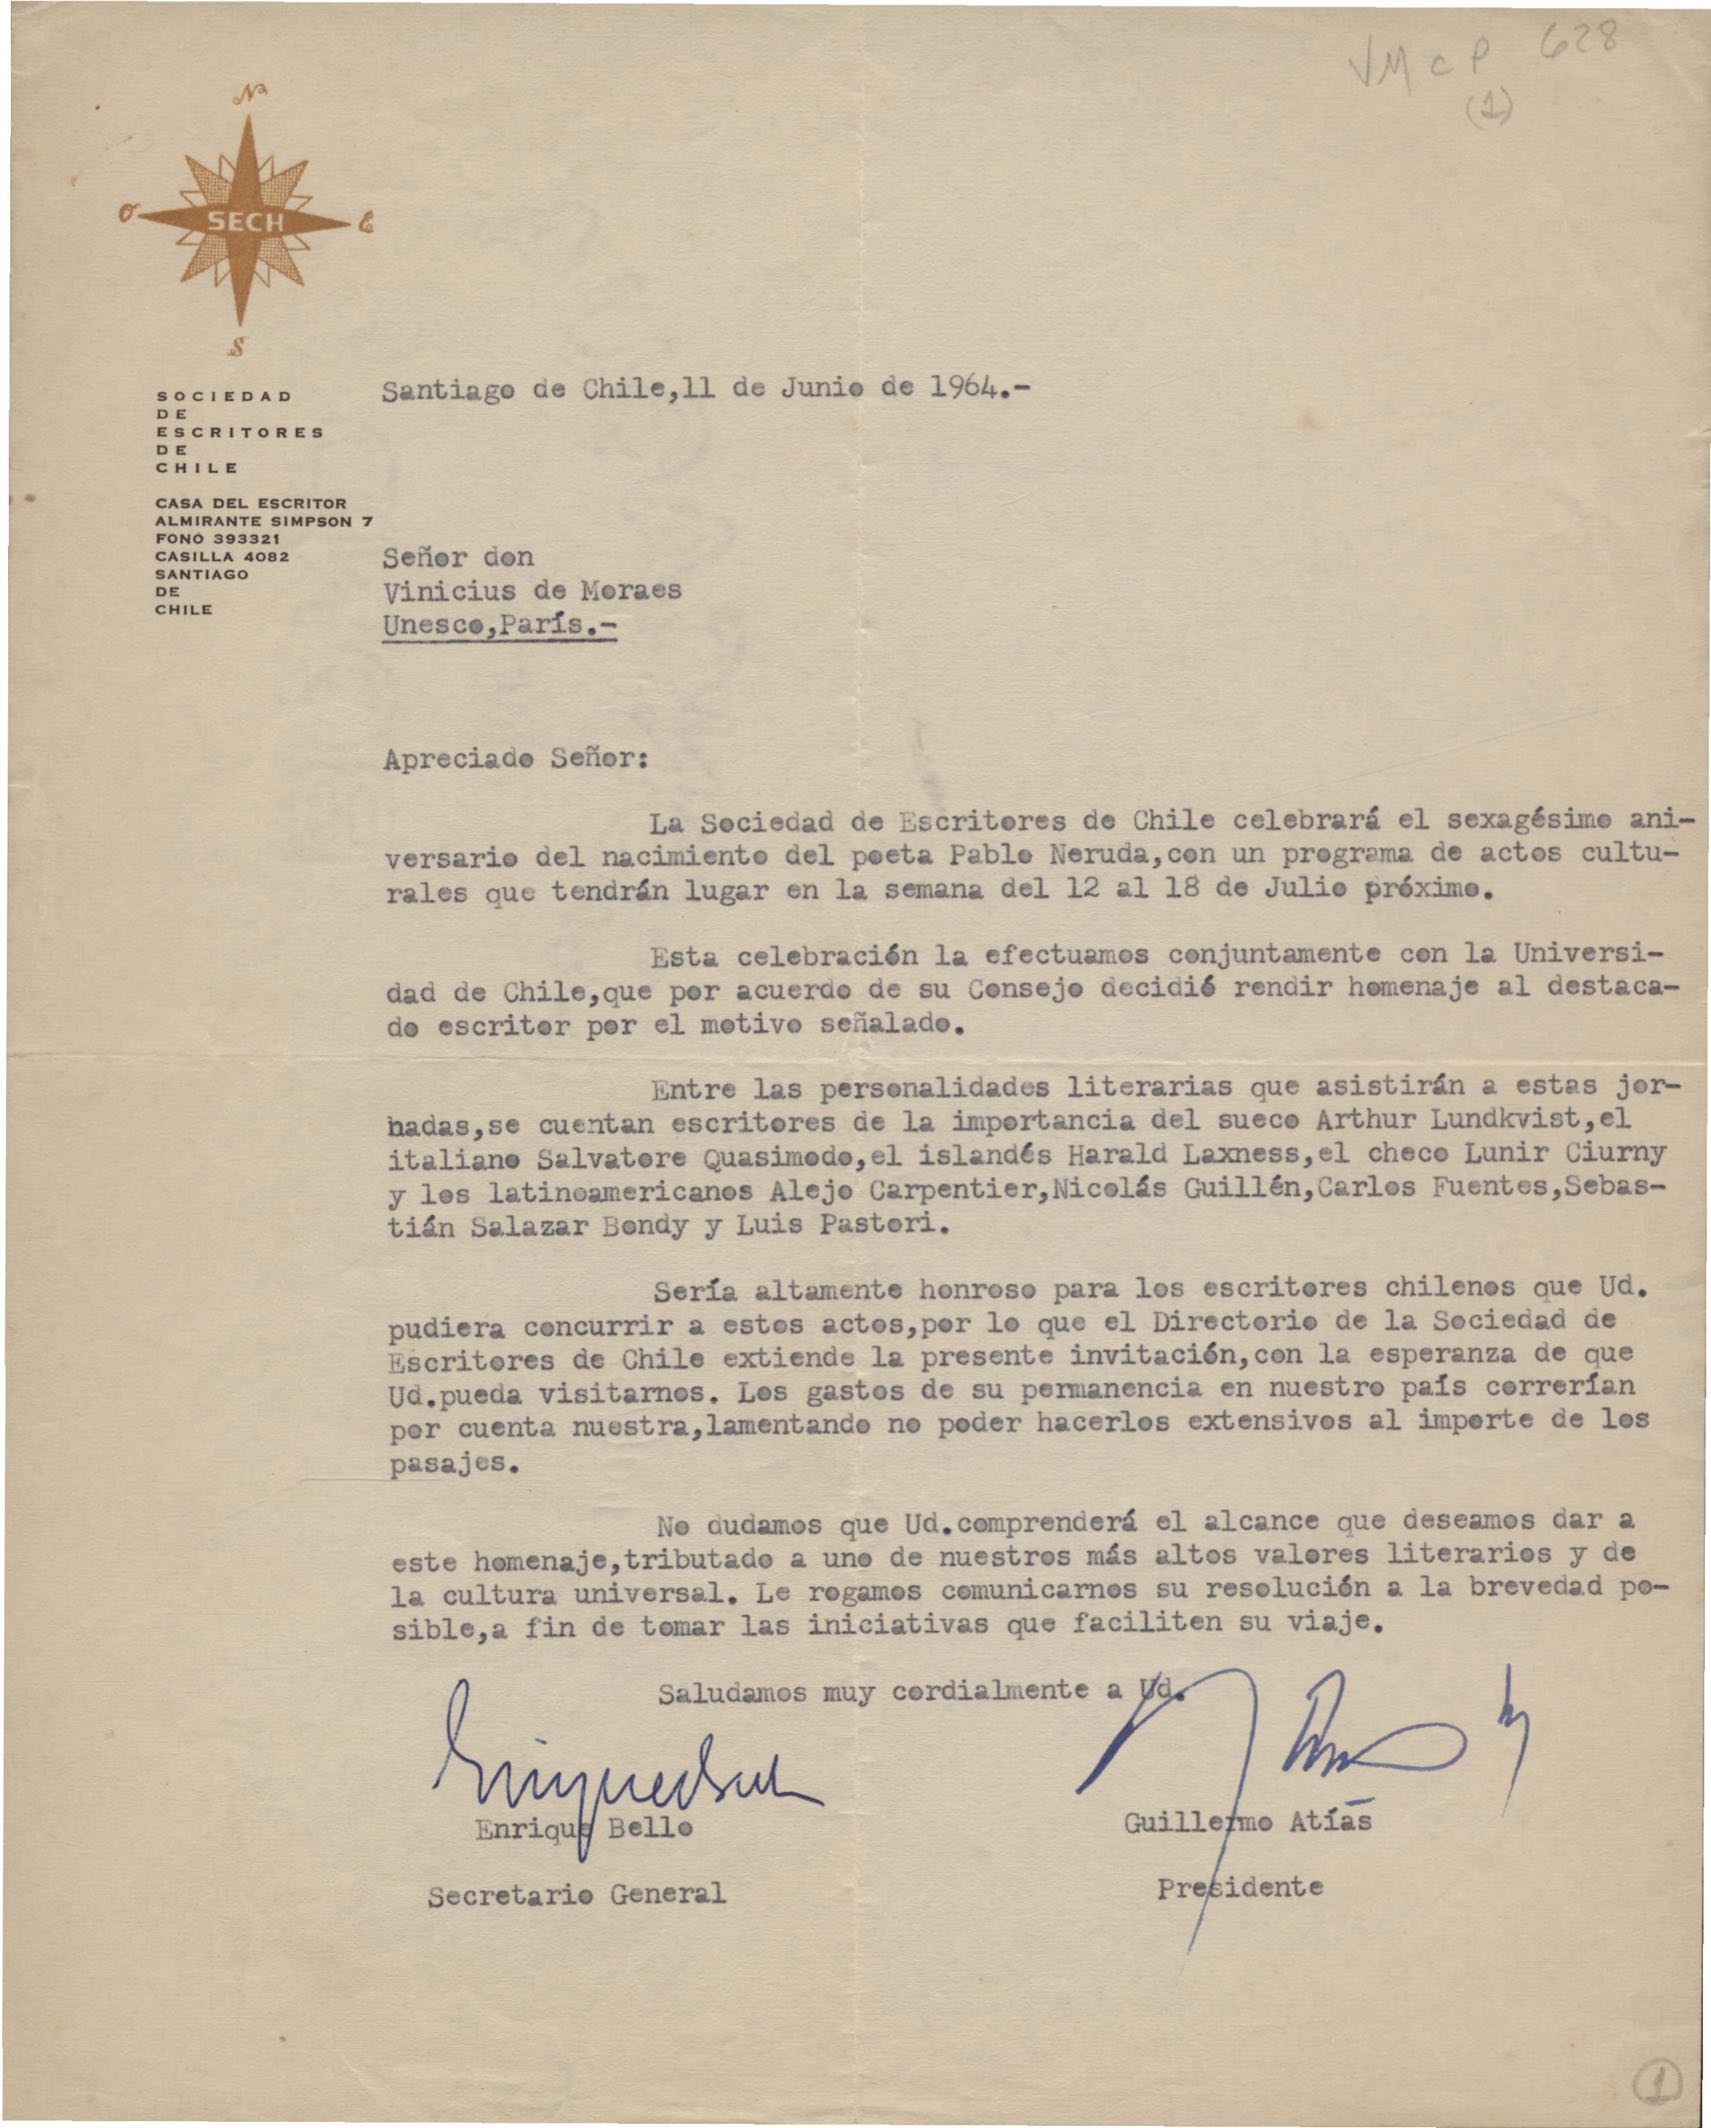 VMcP 628
(1)
N
O
SECH
E
S
SOCIEDAD
DE
ESCRITORES
DE
CHILE
CASA DEL ESCRITOR
ALMIRANTE SIMPSON 7
FONO 393321
CASILLA 4082
SANTIAGO
DE
CHILE
Santiago de Chile,11 de Junio de 1964.-
Señor don
Vinicius de Moraes
Unesco,París.-
Apreciado Señor:
La Sociedad de Escritores de Chile celebrará el sexagésimo ani-
versario del nacimiento del poeta Pablo Neruda,con un programa de actos cultu-
rales que tendrán lugar en la semana del 12 al 18 de Julio próximo.
Esta celebración la efectuamos conjuntamente con la Universi-
dad de Chile,que por acuerdo de su Consejo decidió rendir homenaje al destaca-
do escritor por el motivo señalado.
Entre las personalidades literarias que asistirán a estas jor-
nadas,se cuentan escritores de la importancia del sueco Arthur Lundkvist,el
italiano Salvatore Quasimodo,el islandés Harald Laxness,el checo Lunir Ciurny
y los latinoamericanos Alejo Carpentier,Nicolás Guillén,Carlos Fuentes,Sebas-
tián Salazar Bondy y Luis Pastori.
Sería altamente honroso para los escritores chilenos que Ud.
pudiera concurrir a estos actos,por lo que el Directorio de la Sociedad de
Escritores de Chile extiende la presente invitación,con la esperanza de que
Ud.pueda visitarnos. Los gastos de su permanencia en nuestro país correrían
por cuenta nuestra,lamentando no poder hacerlos extensivos al importe de los
pasajes.
No dudamos que Ud.comprenderá el alcance que deseamos dar a
este homenaje,tributado a uno de nuestros más altos valores literarios y de
la cultura universal. Le rogamos comunicarnos su resolución a la brevedad po-
sible,a fin de tomar las iniciativas que faciliten su viaje.
Saludamos muy cordialmente a Ud.
Enrique Bello
Guillermo Atías
Secretario General
Presidente
1